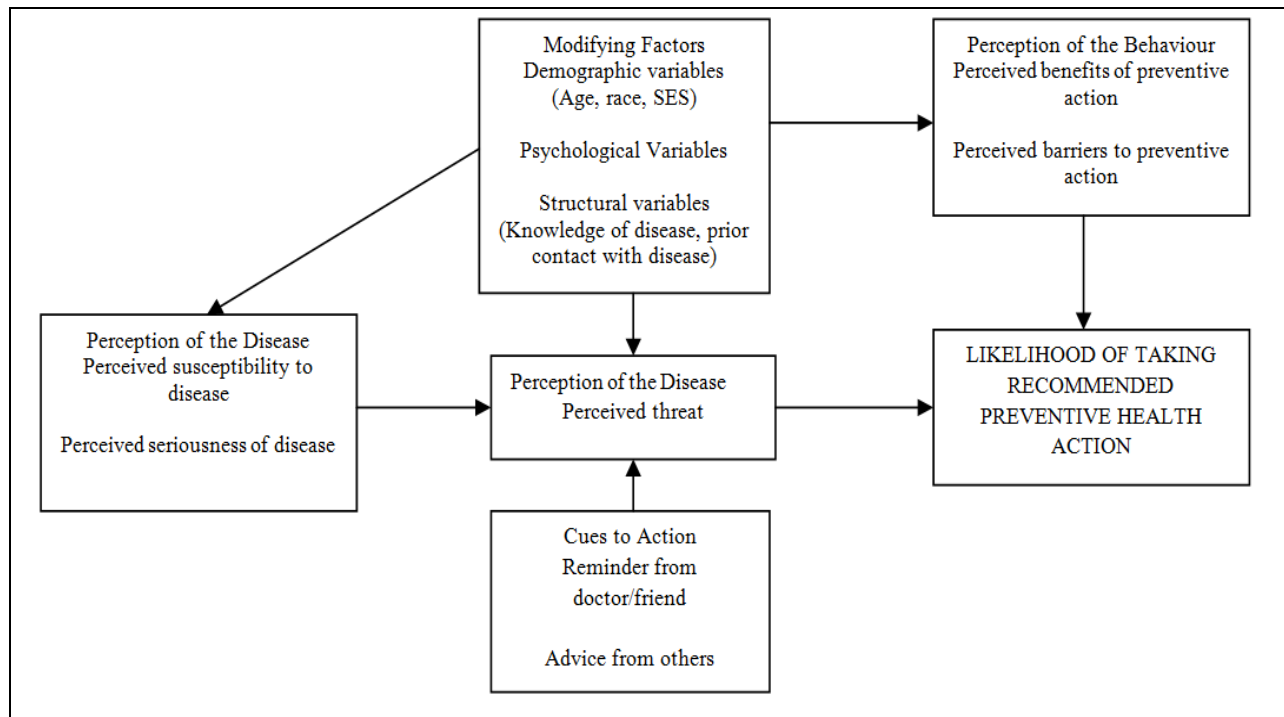 Modifying Factors
Demographic variables
(Age, race, SES)
Psychological Variables
Structural variables
(Knowledge of disease, prior
contact with disease)
Perception of the Behaviour
Perceived benefits of preventive
action
Perceived barriers to preventive
action
Perception of the Disease
Perceived susceptibility to
disease
Perceived seriousness of disease
Perception of the Disease
Perceived threat
LIKELIHOOD OF TAKING
RECOMMENDED
PREVENTIVE HEALTH
ACTION
Cues to Action
Reminder from
doctor/friend
Advice from others